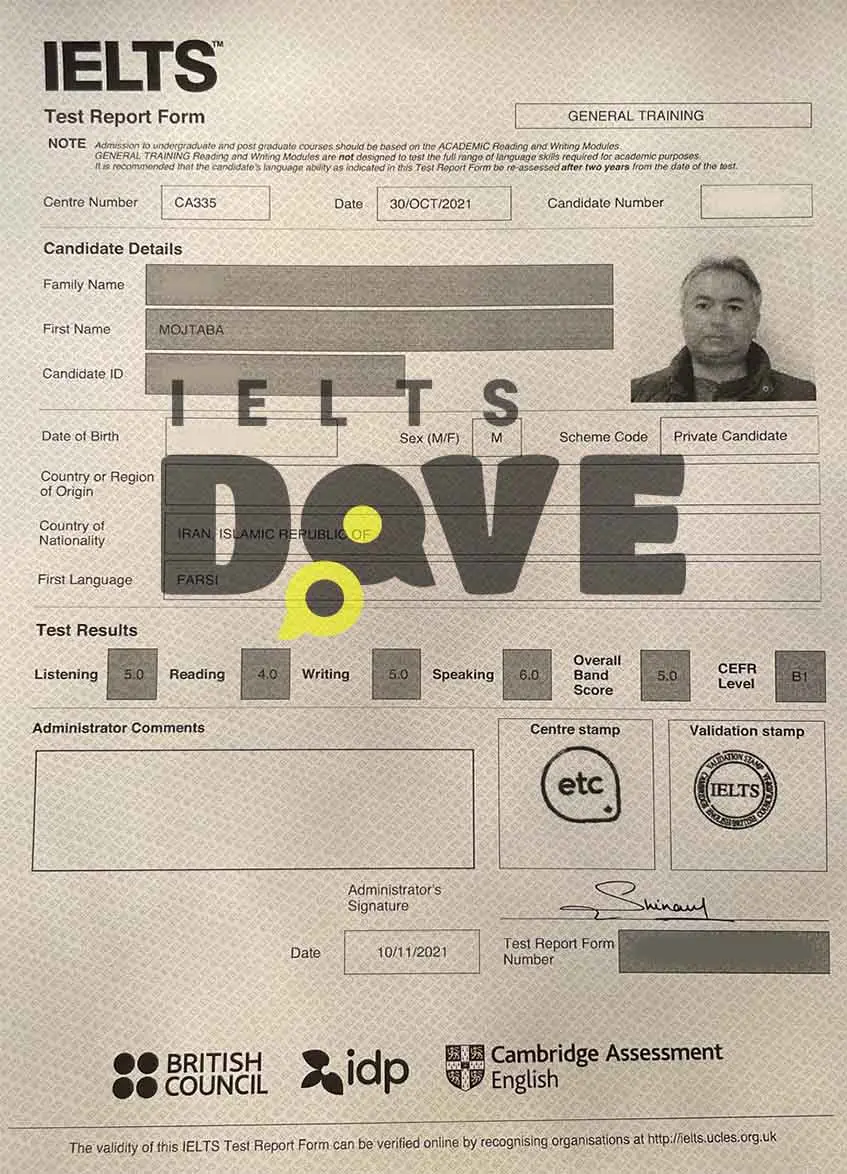 IELTS™
Test Report Form
GENERAL TRAINING
NOTE Admission to undergraduate and post graduate courses should be based on the ACADEMIC Reading and Writing Modules.
GENERAL TRAINING Reading and Writing Modules are not designed to test the full range of language skills required for academic purposes.
It is recommended that the candidate's language ability as indicated in this Test Report Form be re-assessed after two years from the date of the test.
Centre Number CA335 Date 30/OCT/2021 Candidate Number
Candidate Details
Family Name
First Name MOJTABA
Candidate ID
IELTS
Date of Birth Sex (M/F) M Scheme Code Private Candidate
DOVE
Country or Region
of Origin
Country of
Nationality
IRAN, ISLAMIC REPUBLIC OF
First Language FARSI
Test Results
Listening 5.0 Reading 4.0 Writing 5.0 Speaking 6.0 Overall Band Score 5.0 CEFR Level B1
Administrator Comments
Centre stamp
Validation stamp
etc
VALIDATION STAMP
IELTS
Administrator's
Signature
Date 10/11/2021
Test Report Form
Number
BRITISH
COUNCIL
idp
Cambridge Assessment
English
The validity of this IELTS Test Report Form can be verified online by recognising organisations at http://ielts.ucles.org.uk